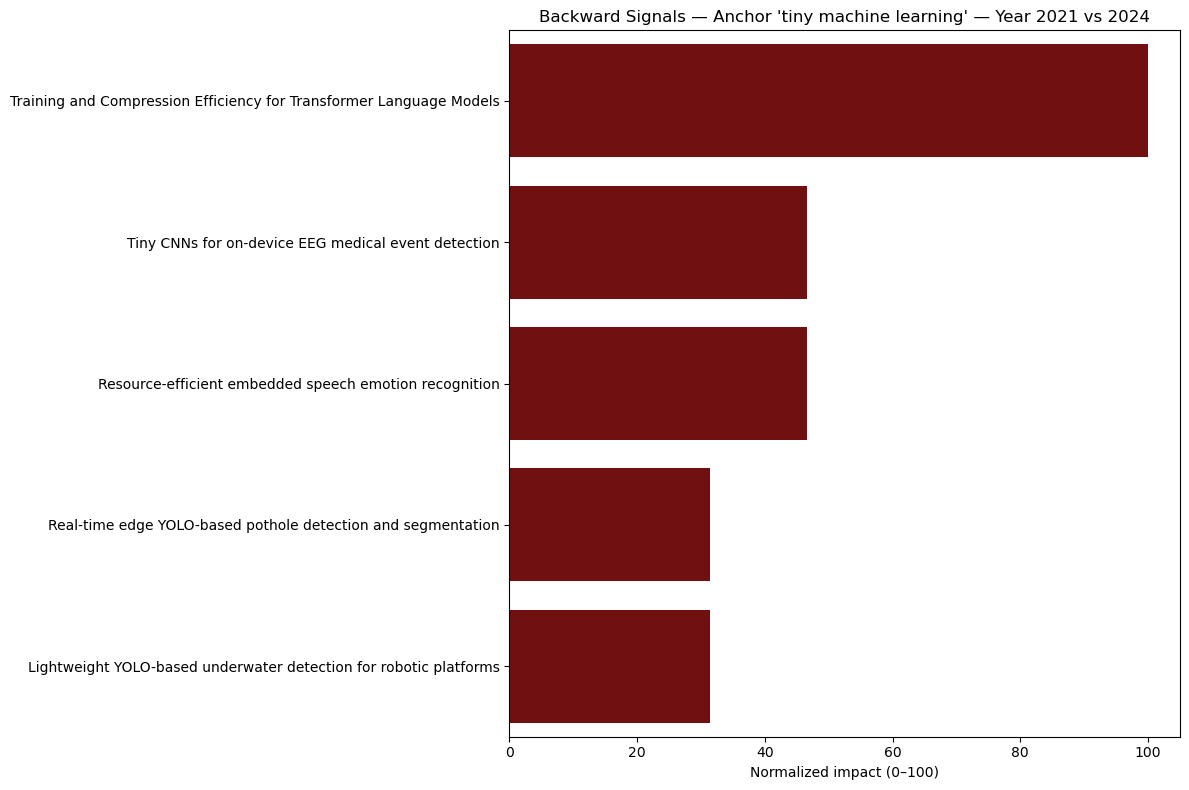 Backward Signals — Anchor 'tiny machine learning' — Year 2021 vs 2024
Training and Compression Efficiency for Transformer Language Models
Tiny CNNs for on-device EEG medical event detection
Resource-efficient embedded speech emotion recognition
Real-time edge YOLO-based pothole detection and segmentation
Lightweight YOLO-based underwater detection for robotic platforms
0 20 40 60 80 100
Normalized impact (0–100)